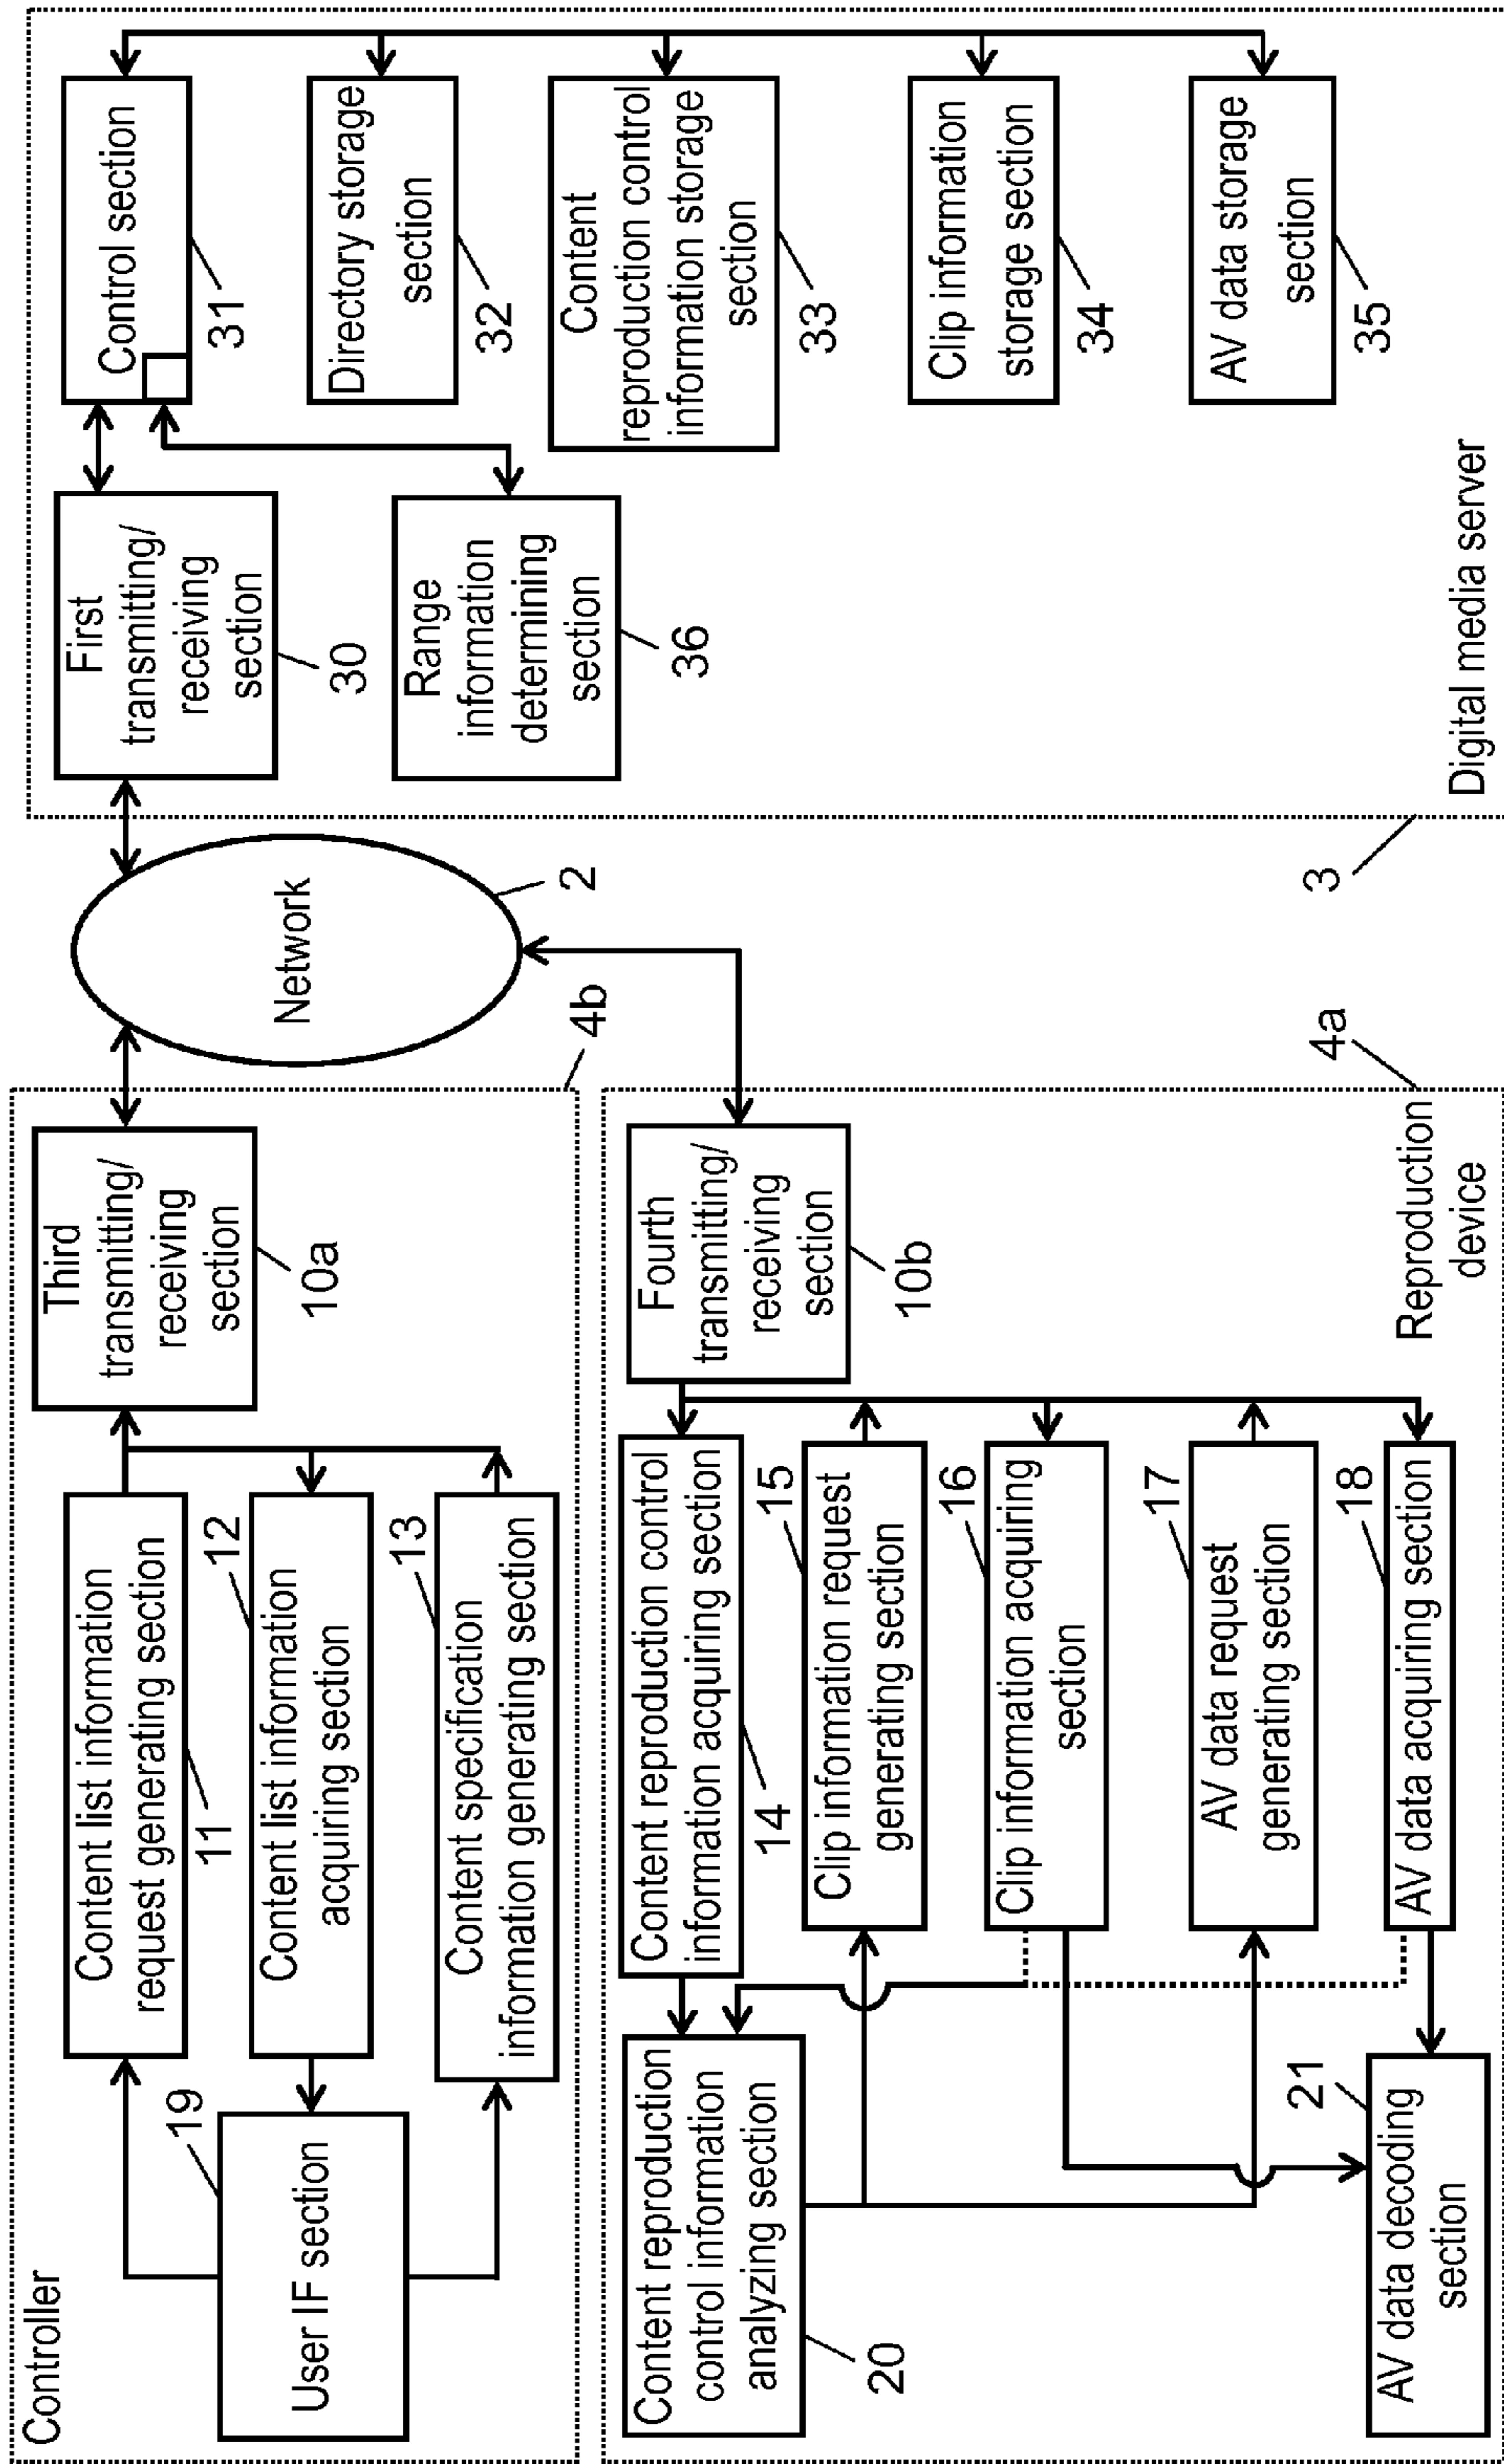 Controller
User IF section
19
Content list information
request generating section
11
Content list information
acquiring section
12
Content specification
information generating section
13
Third
transmitting/
receiving
section
10a
4b
Network
2
Content reproduction
control information
analyzing section
20
Content reproduction control
information acquiring section
14
Clip information request
generating section
15
Clip information acquiring
section
16
AV data request
generating section
17
AV data acquiring section
18
AV data decoding
section
21
Fourth
transmitting/
receiving
section
10b
Reproduction
device
4a
First
transmitting/
receiving
section
30
Range
information
determining
section
36
Control section
31
Directory storage
section
32
Content
reproduction control
information storage
section
33
Clip information
storage section
34
AV data storage
section
35
Digital media server
3